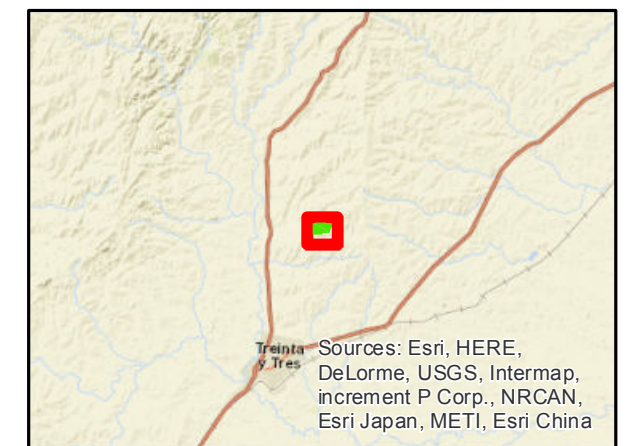 Treinta
y Tres
Sources: Esri, HERE,
DeLorme, USGS, Intermap,
increment P Corp., NRCAN,
Esri Japan, METI, Esri China